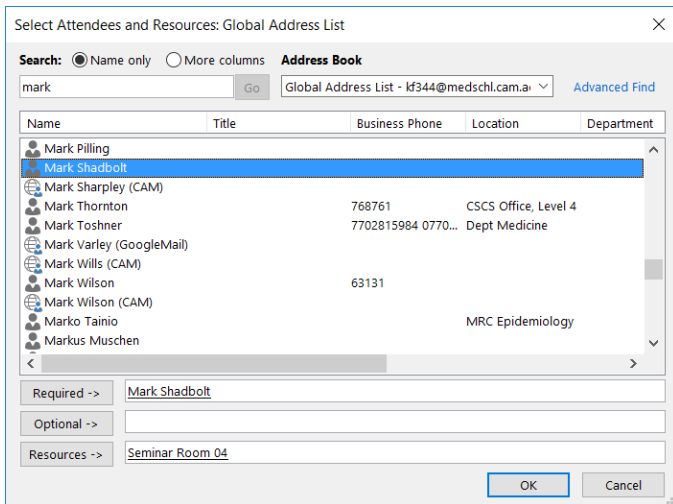 Select Attendees and Resources: Global Address List
Search: Name only More columns Address Book
mark Go Global Address List - kf344@medschl.cam.a Advanced Find
Name Title Business Phone Location Department
Mark Pilling
Mark Shadbolt
Mark Sharpley (CAM)
Mark Thornton 768761 CSCS Office, Level 4
Mark Toshner 7702815984 0770... Dept Medicine
Mark Varley (GoogleMail)
Mark Wills (CAM)
Mark Wilson 63131
Mark Wilson (CAM)
Marko Tainio MRC Epidemiology
Markus Muschen
Required -> Mark Shadbolt
Optional ->
Resources -> Seminar Room 04
OK Cancel